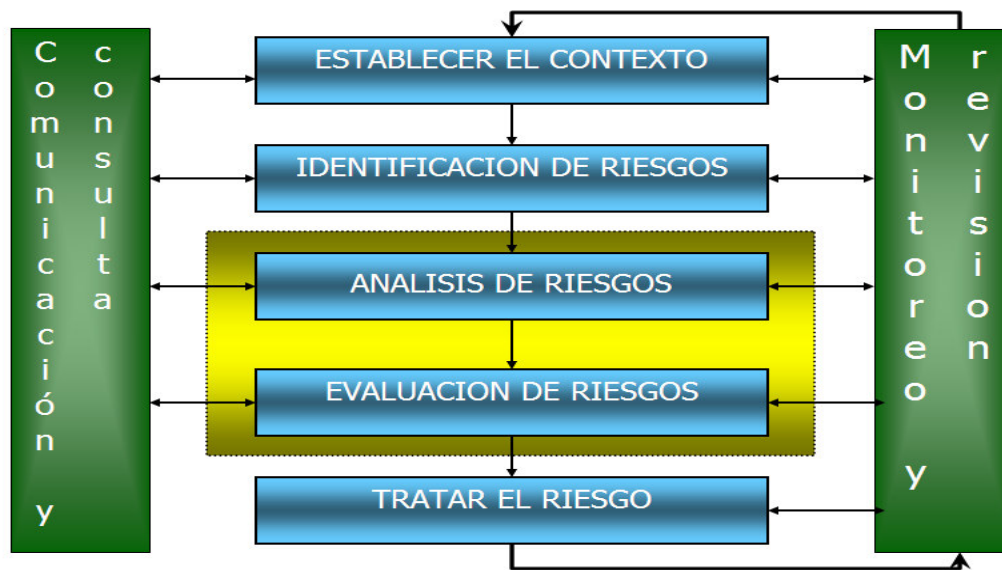 Comunicación y
consulta
ESTABLECER EL CONTEXTO
IDENTIFICACION DE RIESGOS
ANALISIS DE RIESGOS
EVALUACION DE RIESGOS
TRATAR EL RIESGO
Monitoreo y
revision